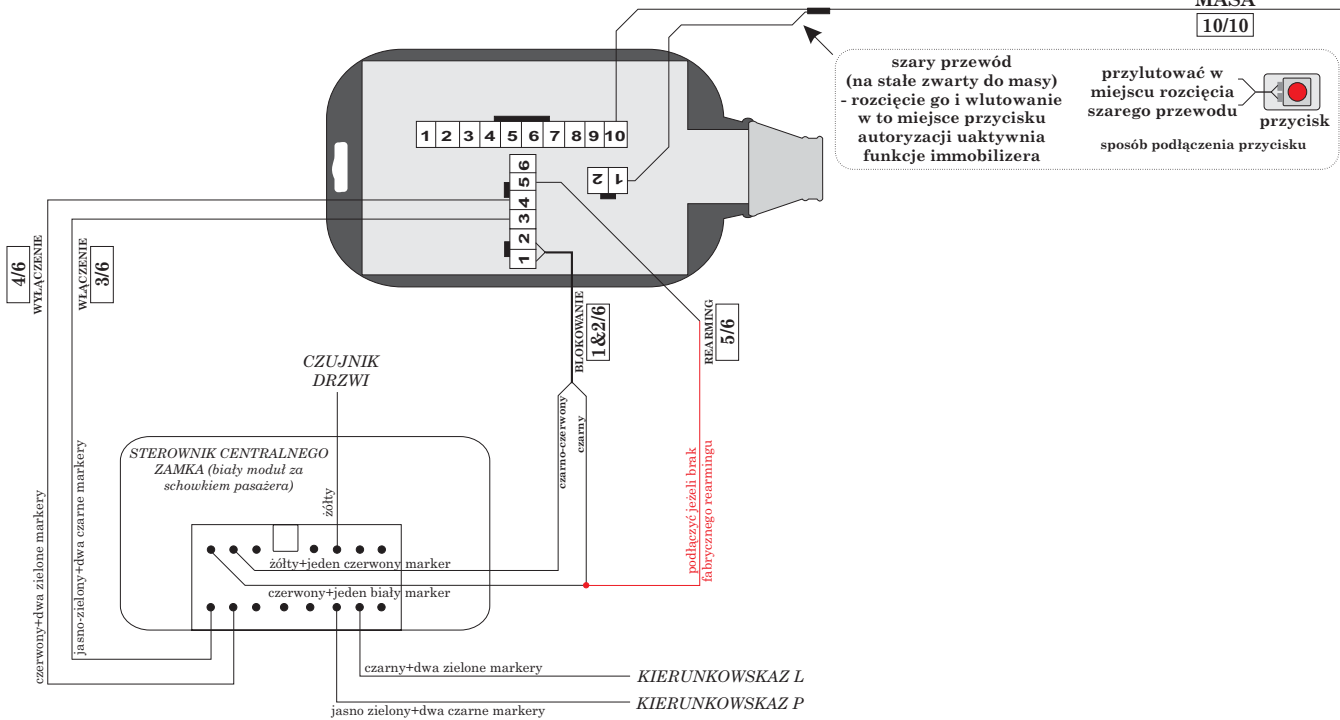 MASA
10/10
szary przewód
(na stałe zwarty do masy)
- rozcięcie go i wlutowanie
w to miejsce przycisku
autoryzacji uaktywnia
funkcje immobilizera
przylutować w
miejscu rozcięcia
szarego przewodu
przycisk
sposób podłączenia przycisku
1 2 3 4 5 6 7 8 9 10
6
5
4
3
2
1
2 1
4/6
WYŁĄCZENIE
WŁĄCZENIE
3/6
BLOKOWANIE
1&2/6
REARMING
5/6
CZUJNIK
DRZWI
STEROWNIK CENTRALNEGO
ZAMKA (biały moduł za
schowkiem pasażera)
żółty
czarno-czerwony
czarny
podłączyć jeżeli brak
fabrycznego rearmingu
czerwony+dwa zielone markery
jasno-zielony+dwa czarne markery
żółty+jeden czerwony marker
czerwony+jeden biały marker
czarny+dwa zielone markery
KIERUNKOWSKAZ L
KIERUNKOWSKAZ P
jasno zielony+dwa czarne markery